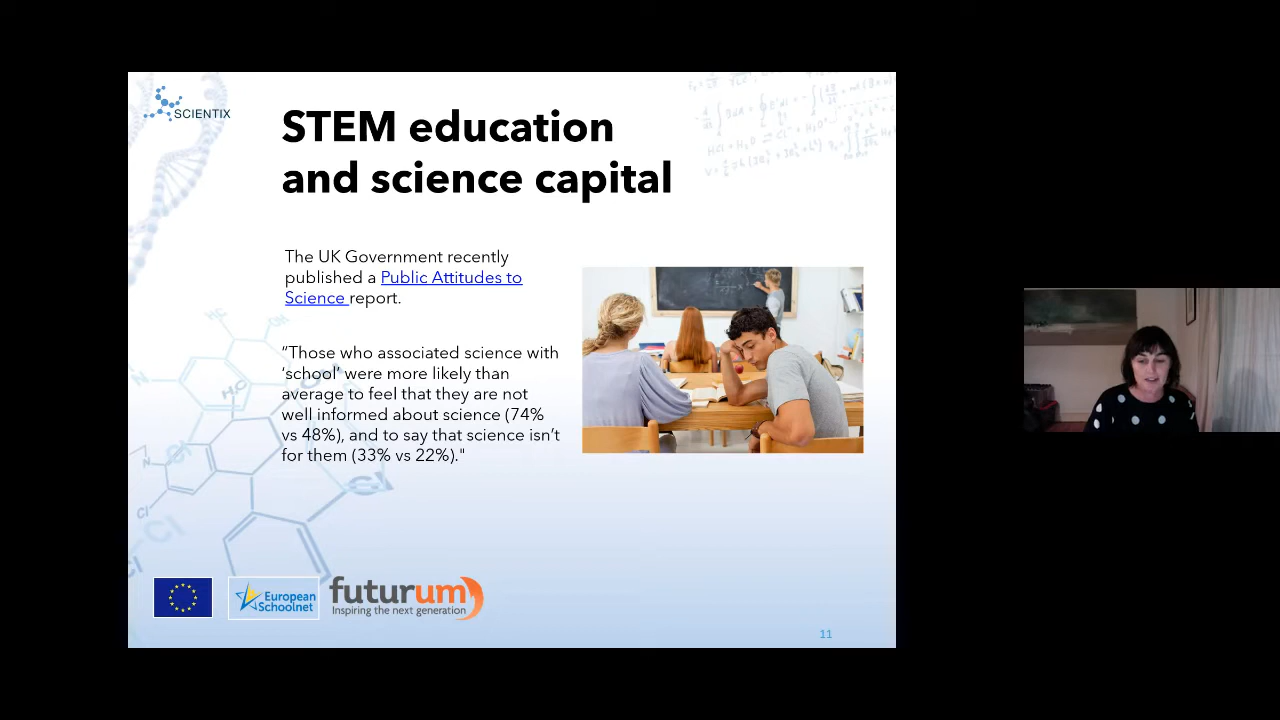 SCIENTIX
STEM education
and science capital
The UK Government recently
published a Public Attitudes to
Science report.
“Those who associated science with
‘school’ were more likely than
average to feel that they are not
well informed about science (74%
vs 48%), and to say that science isn’t
for them (33% vs 22%)."
European
Schoolnet
futurum
Inspiring the next generation
11